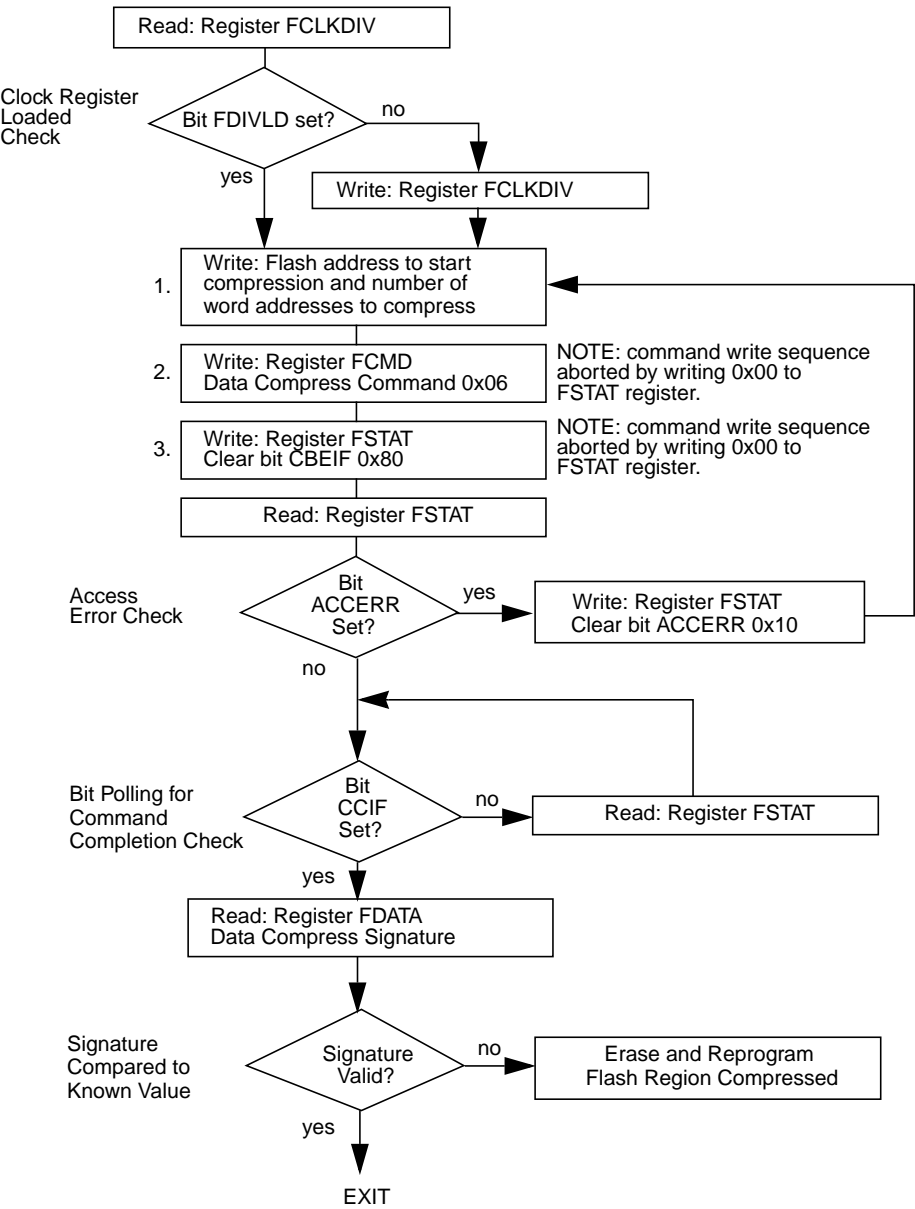 Read: Register FCLKDIV
Clock Register
Loaded
Check
Bit FDIVLD set?
no
yes
Write: Register FCLKDIV
1.
Write: Flash address to start
compression and number of
word addresses to compress
2.
Write: Register FCMD
Data Compress Command 0x06
NOTE: command write sequence
aborted by writing 0x00 to
FSTAT register.
3.
Write: Register FSTAT
Clear bit CBEIF 0x80
NOTE: command write sequence
aborted by writing 0x00 to
FSTAT register.
Read: Register FSTAT
Access
Error Check
Bit
ACCERR
Set?
yes
Write: Register FSTAT
Clear bit ACCERR 0x10
no
Bit Polling for
Command
Completion Check
Bit
CCIF
Set?
no
Read: Register FSTAT
yes
Read: Register FDATA
Data Compress Signature
Signature
Compared to
Known Value
Signature
Valid?
no
Erase and Reprogram
Flash Region Compressed
yes
EXIT